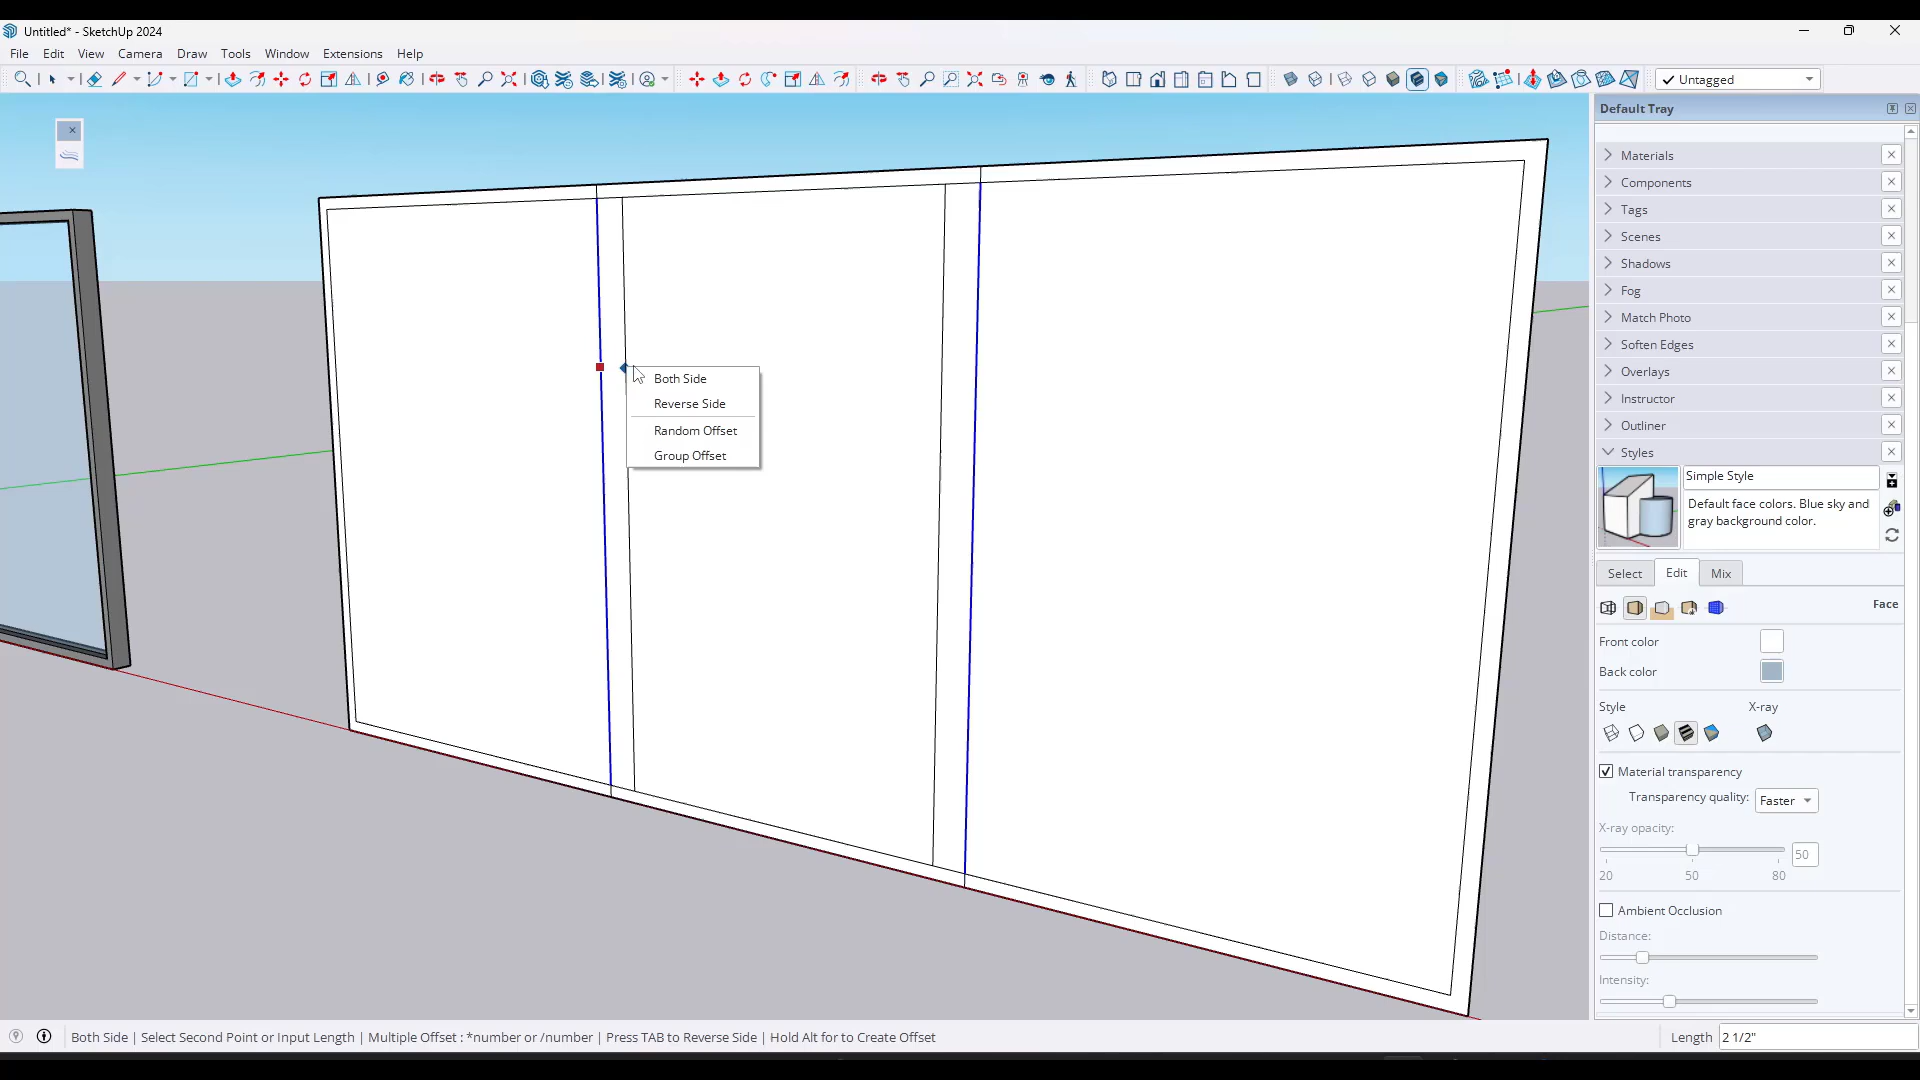 Untitled* - SketchUp 2024
File Edit View Camera Draw Tools Window Extensions Help
Untagged
Default Tray
Materials
Components
Tags
Scenes
Shadows
Fog
Match Photo
Soften Edges
Overlays
Instructor
Outliner
Styles
Simple Style
Default face colors. Blue sky and
gray background color.
Select Edit Mix
Face
Front color
Back color
Style X-ray
Material transparency
Transparency quality: Faster
X-ray opacity:
50
20 50 80
Ambient Occlusion
Distance:
Intensity:
Both Side
Reverse Side
Random Offset
Group Offset
Both Side | Select Second Point or Input Length | Multiple Offset : *number or /number | Press TAB to Reverse Side | Hold Alt for to Create Offset
Length 2 1/2"